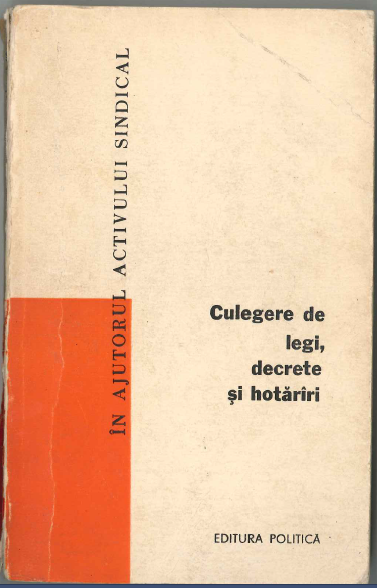 ÎN AJUTORUL ACTIVULUI SINDICAL
Culegere de
legi,
decrete
și hotărîri
EDITURA POLITICĂ